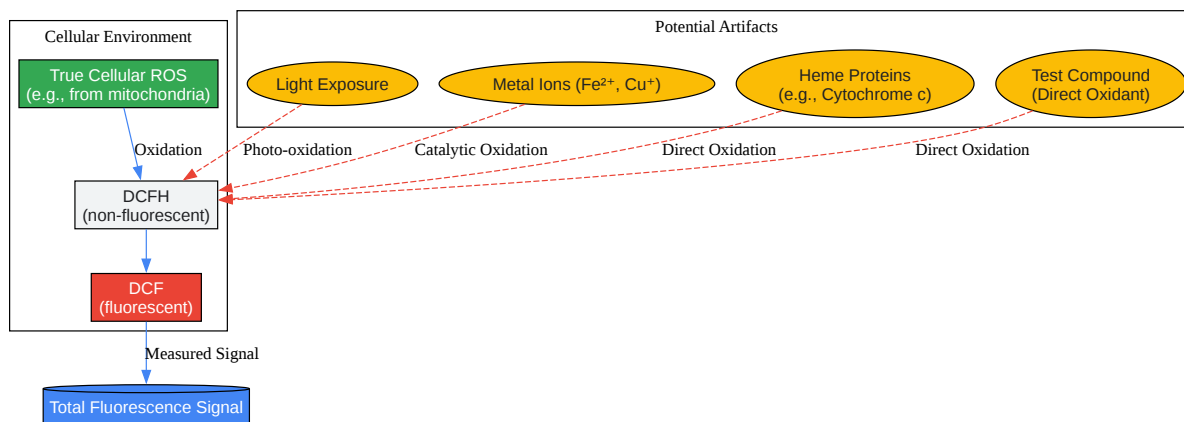 Potential Artifacts
Cellular Environment
True Cellular ROS
(e.g., from mitochondria)
Light Exposure
Metal Ions (Fe²⁺, Cu⁺)
Heme Proteins
(e.g., Cytochrome c)
Test Compound
(Direct Oxidant)
Oxidation
Photo-oxidation
Catalytic Oxidation
Direct Oxidation
Direct Oxidation
DCFH
(non-fluorescent)
DCF
(fluorescent)
Measured Signal
Total Fluorescence Signal